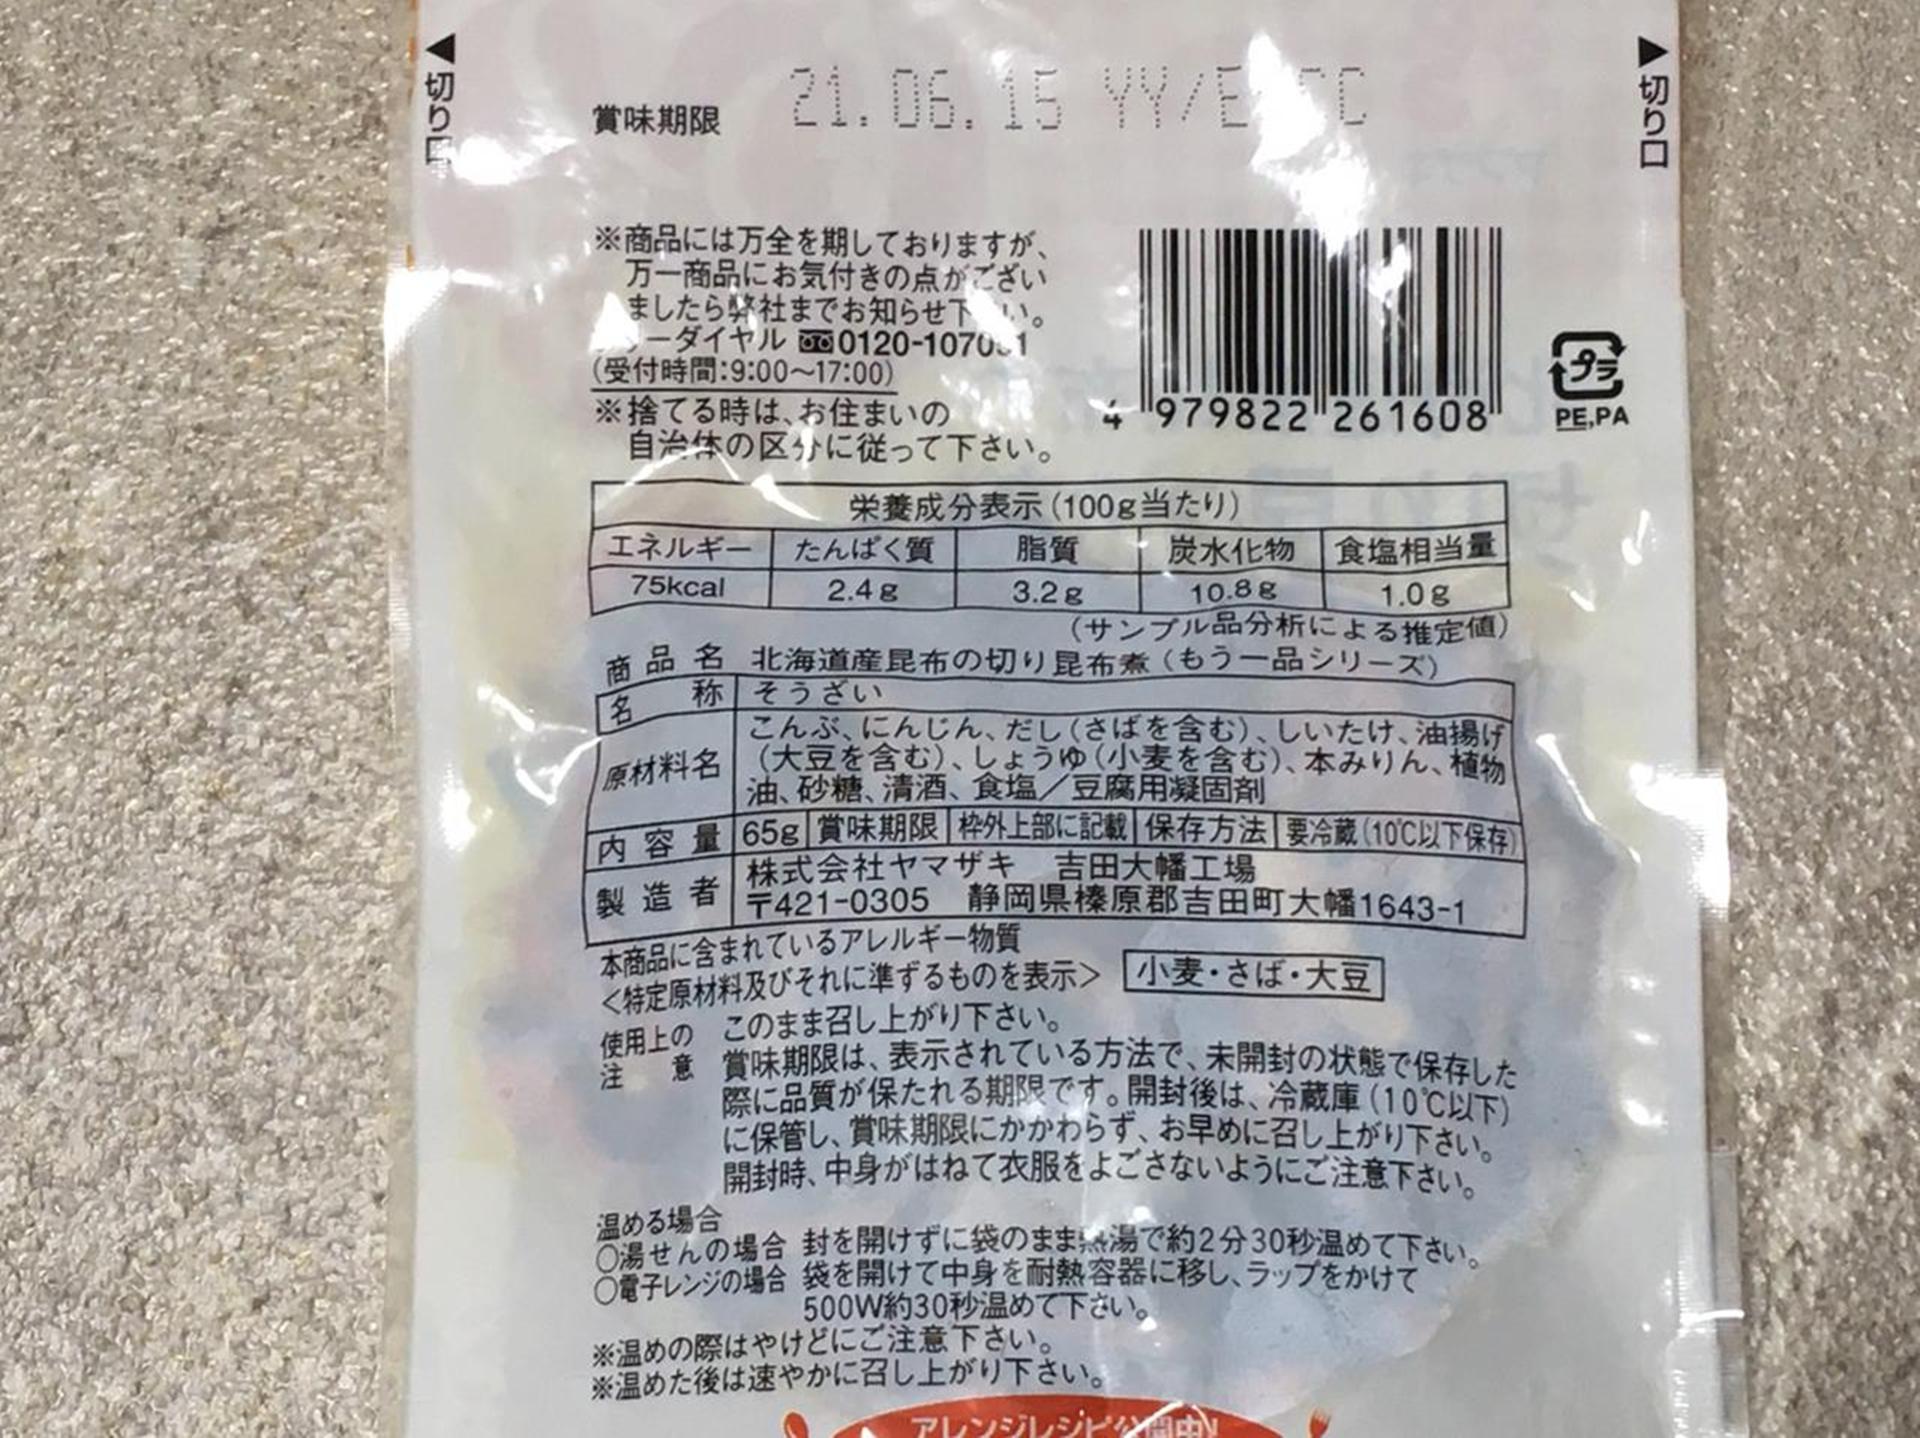 切り口
切り口
賞味期限 21.06.15 YY/E
※商品には万全を期しておりますが、
万一商品にお気付きの点がござい
ましたら弊社までお知らせ下 い。
ーダイヤル 0120-107
(受付時間:9:00〜17:00)
※捨てる時は、お住まいの
自治体の区分に従って下さい。
4 979822 261608
プラ
PE,PA
栄養成分表示(100g当たり)
エネルギー たんぱく質 脂質 炭水化物 食塩相当量
75kcal 2.4g 3.2g 10.8g 1.0g
(サンプル品分析による推定値)
商品名 北海道産昆布の切り昆布煮(もう一品シリーズ)
名称 そうざい
原材料名 こんぶ、にんじん、だし(さばを含む)、しいたけ、油揚げ
(大豆を含む)、しょうゆ(小麦を含む)、本みりん、植物
油、砂糖、清酒、食塩/豆腐用凝固剤
内容量 65g 賞味期限 枠外上部に記載 保存方法 要冷蔵(10℃以下保存)
製造者 株式会社ヤマザキ 吉田大幡工場
〒421-0305 静岡県榛原郡吉田町大幡1643-1
本商品に含まれているアレルギー物質
<特定原材料及びそれに準ずるものを表示> 小麦・さば・大豆
使用上の注意 このまま召し上がり下さい。
賞味期限は、表示されている方法で、未開封の状態で保存した
際に品質が保たれる期限です。開封後は、冷蔵庫(10℃以下)
に保管し、賞味期限にかかわらず、お早めに召し上がり下さい。
開封時、中身がはねて衣服をよごさないようにご注意下さい。
温める場合
○湯せんの場合 封を開けずに袋のまま熱湯で約2分30秒温めて下さい。
○電子レンジの場合 袋を開けて中身を耐熱容器に移し、ラップをかけて
500W約30秒温めて下さい。
※温めの際はやけどにご注意下さい。
※温めた後は速やかに召し上がり下さい。
アレンジレシピ公開中!